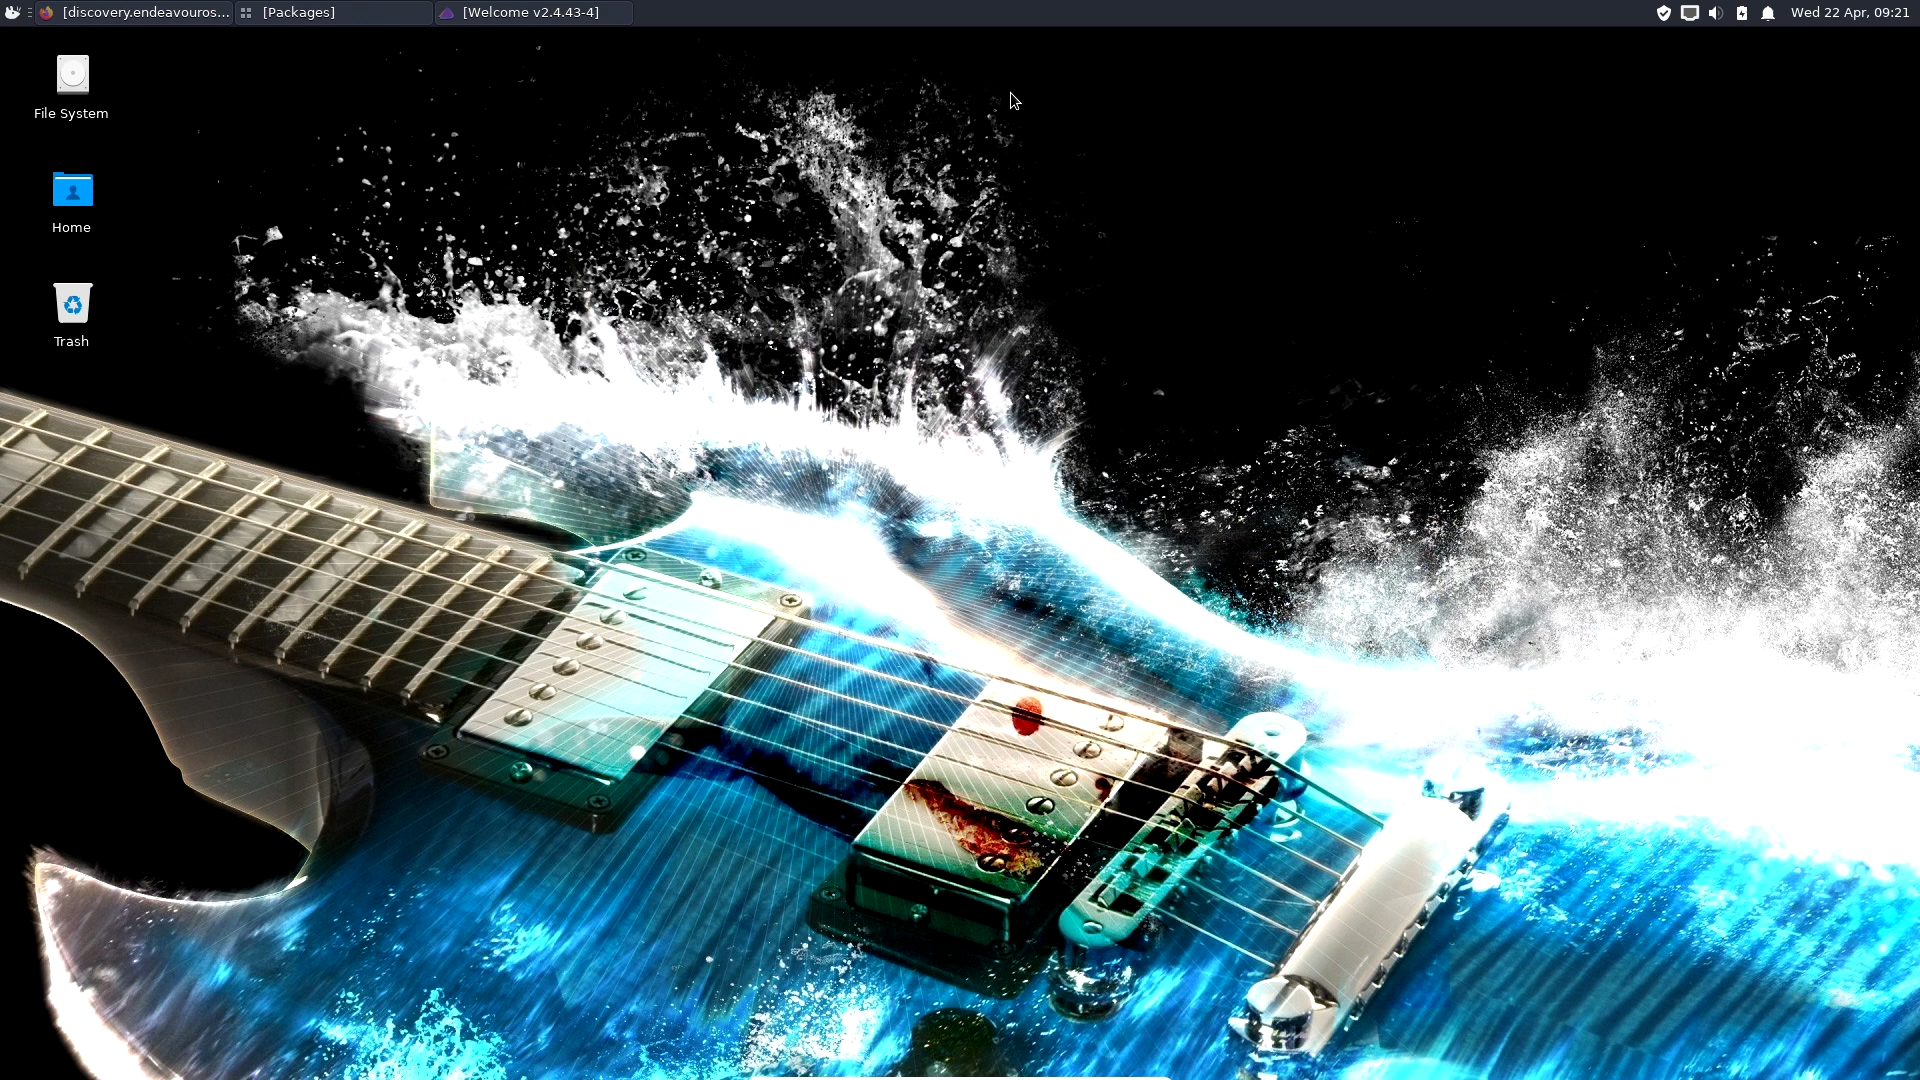 [discovery.endeavouros... [Packages] [Welcome v2.4.43-4] Wed 22 Apr, 09:21
File System
Home
Trash